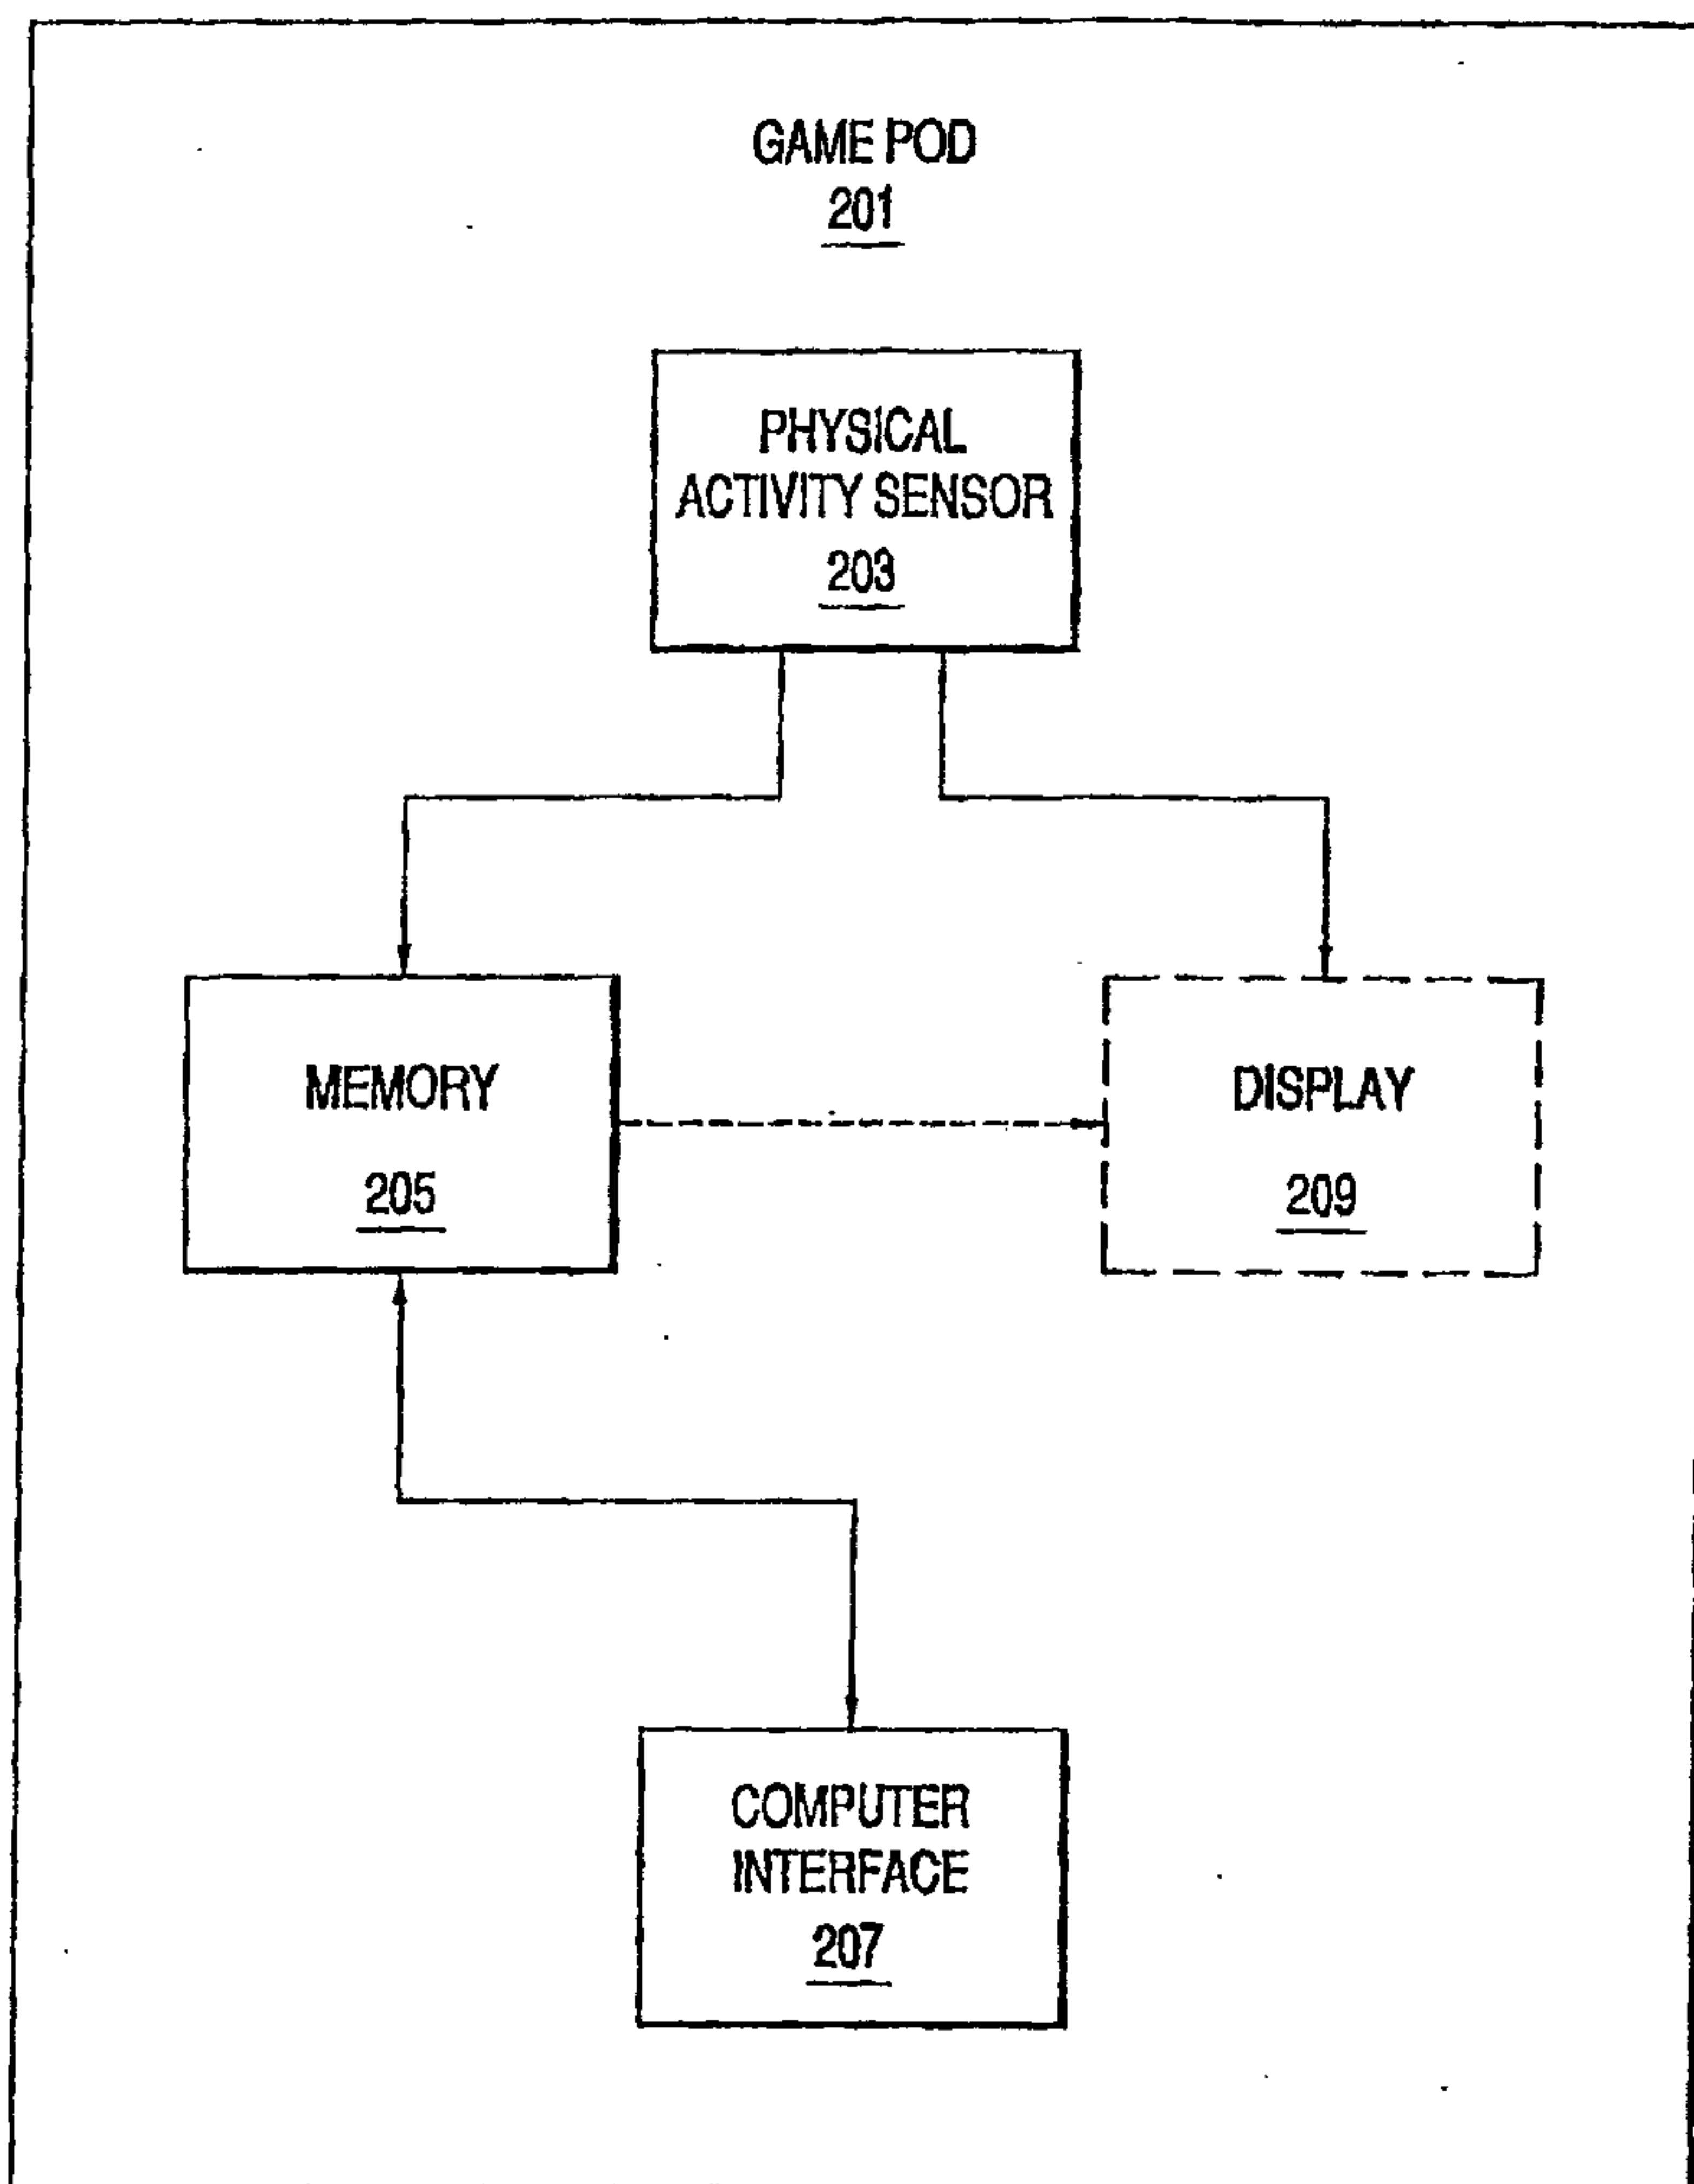 GAME POD
201
PHYSICAL
ACTIVITY SENSOR
203
MEMORY
205
DISPLAY
209
COMPUTER
INTERFACE
207